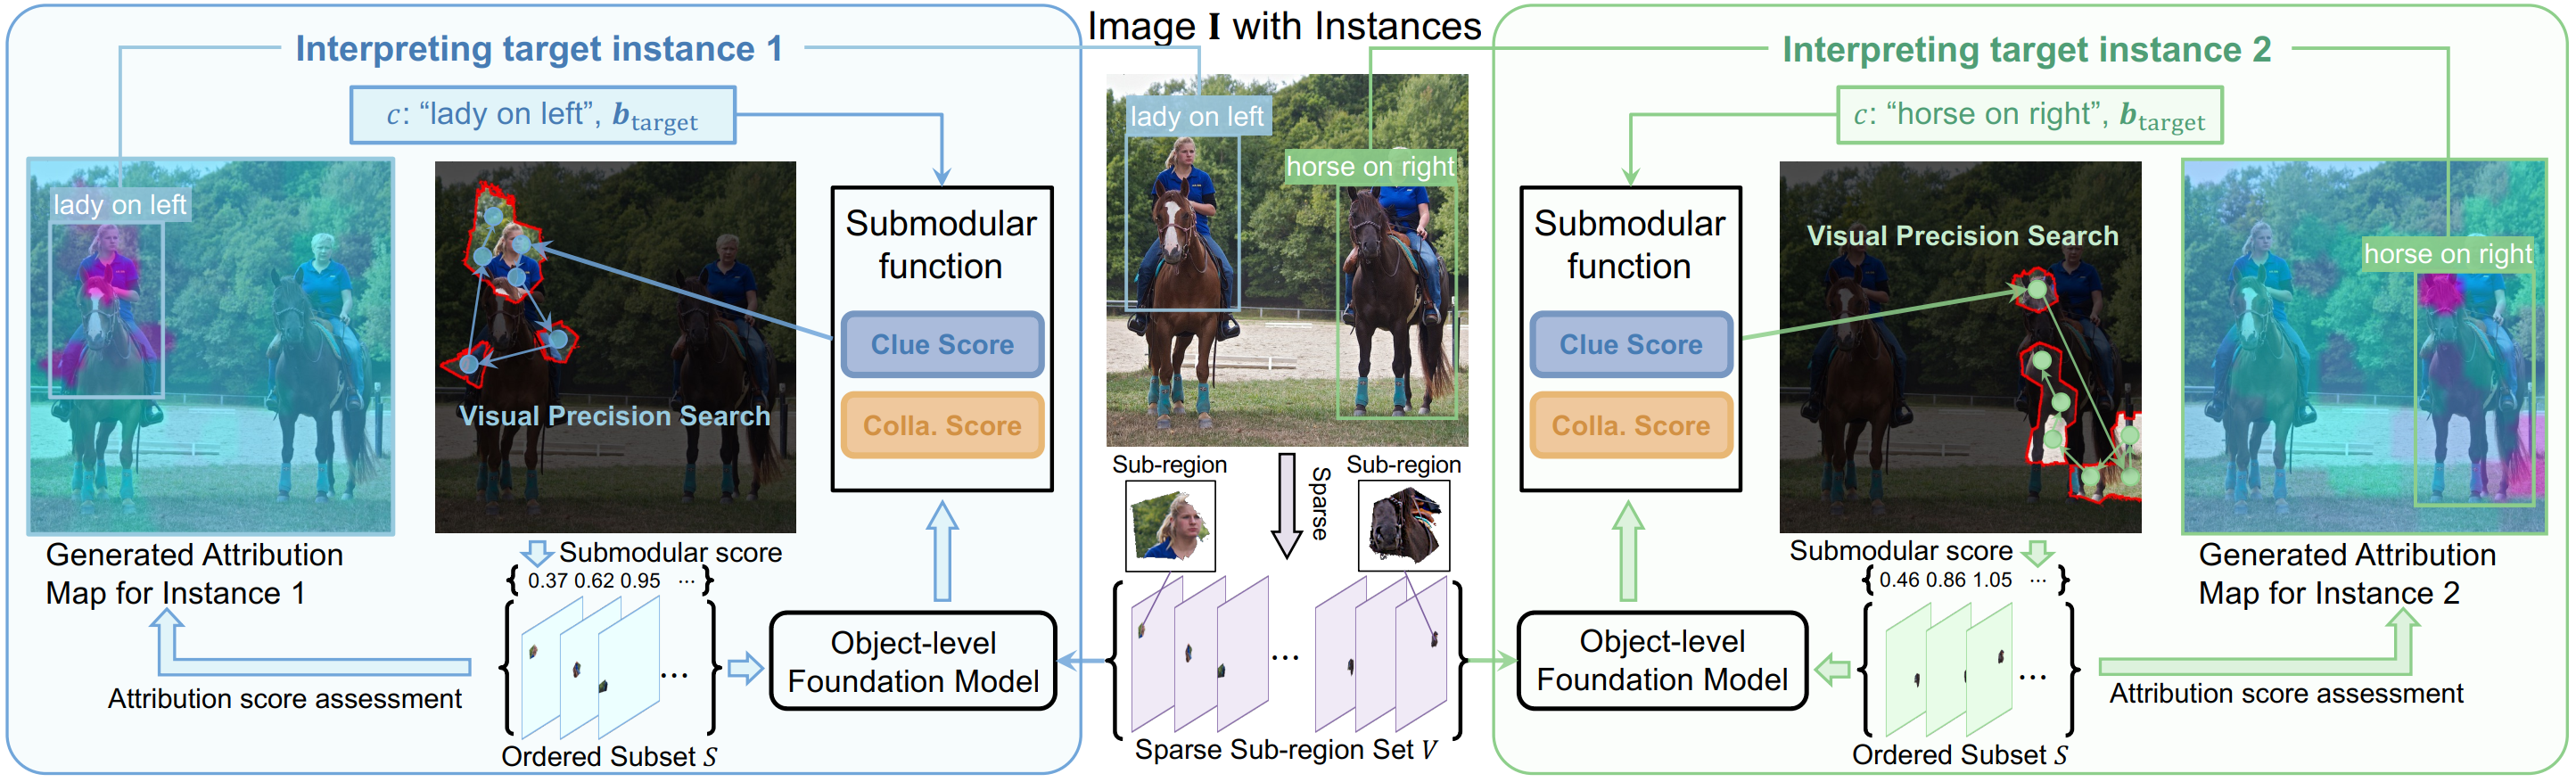 Image I with Instances
Interpreting target instance 1
c: “lady on left”, b_target
lady on left
Visual Precision Search
Submodular
function
Clue Score
Colla. Score
Generated Attribution
Map for Instance 1
Submodular score
{ 0.37 0.62 0.95 ... }
Attribution score assessment
...
Ordered Subset S
Object-level
Foundation Model
lady on left
horse on right
Sub-region
Sparse
Sub-region
...
Sparse Sub-region Set V
Interpreting target instance 2
c: “horse on right”, b_target
Submodular
function
Clue Score
Colla. Score
Visual Precision Search
horse on right
Submodular score
{ 0.46 0.86 1.05 ... }
Generated Attribution
Map for Instance 2
Object-level
Foundation Model
...
Ordered Subset S
Attribution score assessment